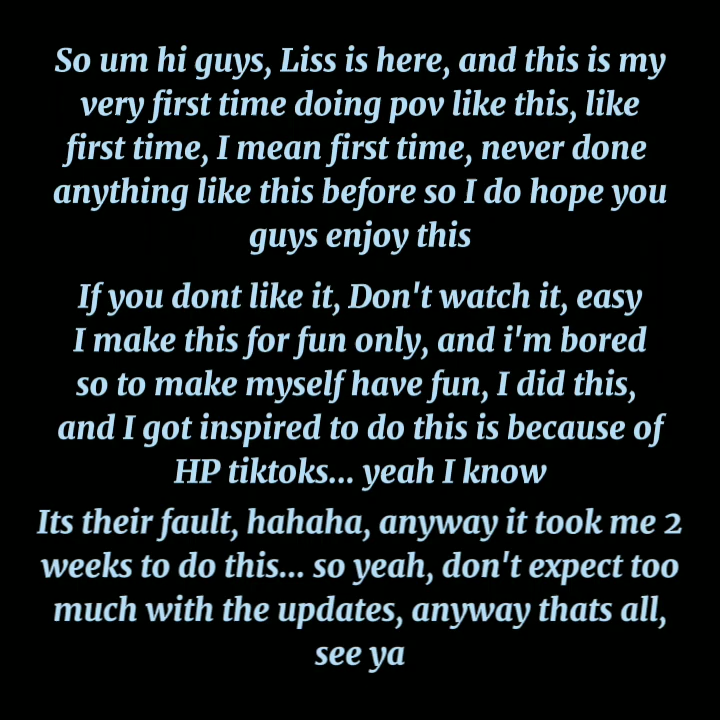 So um hi guys, Liss is here, and this is my
very first time doing pov like this, like
first time, I mean first time, never done
anything like this before so I do hope you
guys enjoy this
If you dont like it, Don't watch it, easy
I make this for fun only, and i'm bored
so to make myself have fun, I did this,
and I got inspired to do this is because of
HP tiktoks... yeah I know
Its their fault, hahaha, anyway it took me 2
weeks to do this... so yeah, don't expect too
much with the updates, anyway thats all,
see ya